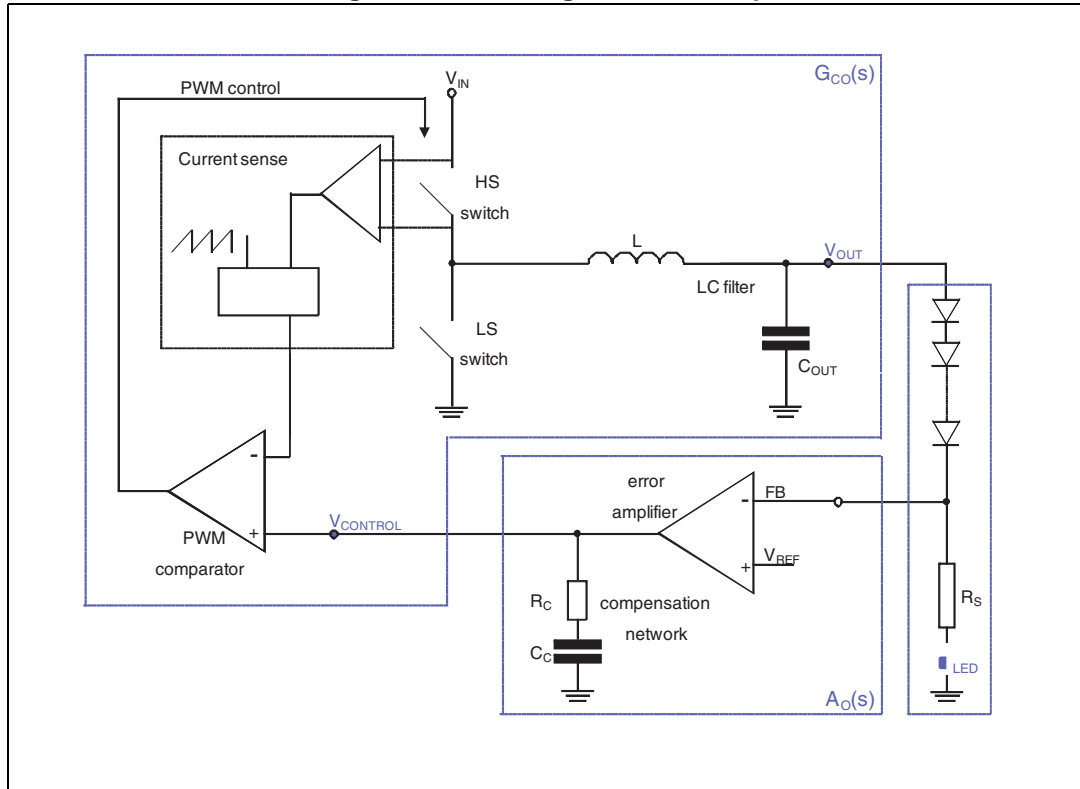 G_CO(s)
V_IN
PWM control
Current sense
HS
switch
L
V_OUT
LC filter
LS
switch
C_OUT
error
amplifier
-
FB
-
V_CONTROL
+
PWM
comparator
V_REF
+
R_C
compensation
network
R_S
C_C
LED
A_O(s)